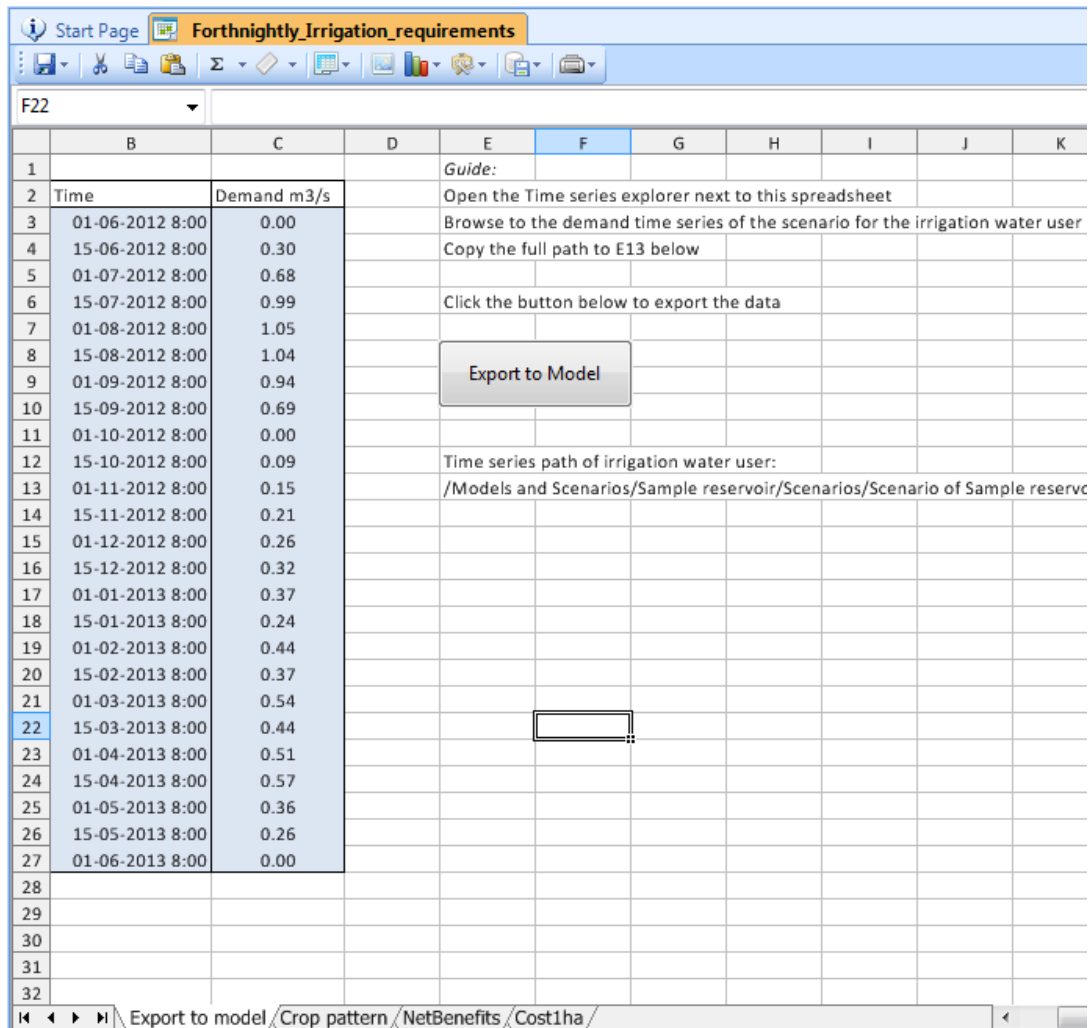 Start Page Forthnightly_Irrigation_requirements
Σ
F22
B C D E F G H I J K
1 Guide:
2 Time Demand m3/s Open the Time series explorer next to this spreadsheet
3 01-06-2012 8:00 0.00 Browse to the demand time series of the scenario for the irrigation water user
4 15-06-2012 8:00 0.30 Copy the full path to E13 below
5 01-07-2012 8:00 0.68
6 15-07-2012 8:00 0.99 Click the button below to export the data
7 01-08-2012 8:00 1.05
8 15-08-2012 8:00 1.04
Export to Model
9 01-09-2012 8:00 0.94
10 15-09-2012 8:00 0.69
11 01-10-2012 8:00 0.00
12 15-10-2012 8:00 0.09 Time series path of irrigation water user:
13 01-11-2012 8:00 0.15 /Models and Scenarios/Sample reservoir/Scenarios/Scenario of Sample reservo
14 15-11-2012 8:00 0.21
15 01-12-2012 8:00 0.26
16 15-12-2012 8:00 0.32
17 01-01-2013 8:00 0.37
18 15-01-2013 8:00 0.24
19 01-02-2013 8:00 0.44
20 15-02-2013 8:00 0.37
21 01-03-2013 8:00 0.54
22 15-03-2013 8:00 0.44
23 01-04-2013 8:00 0.51
24 15-04-2013 8:00 0.57
25 01-05-2013 8:00 0.36
26 15-05-2013 8:00 0.26
27 01-06-2013 8:00 0.00
28
29
30
31
32
Export to model Crop pattern NetBenefits Cost1ha